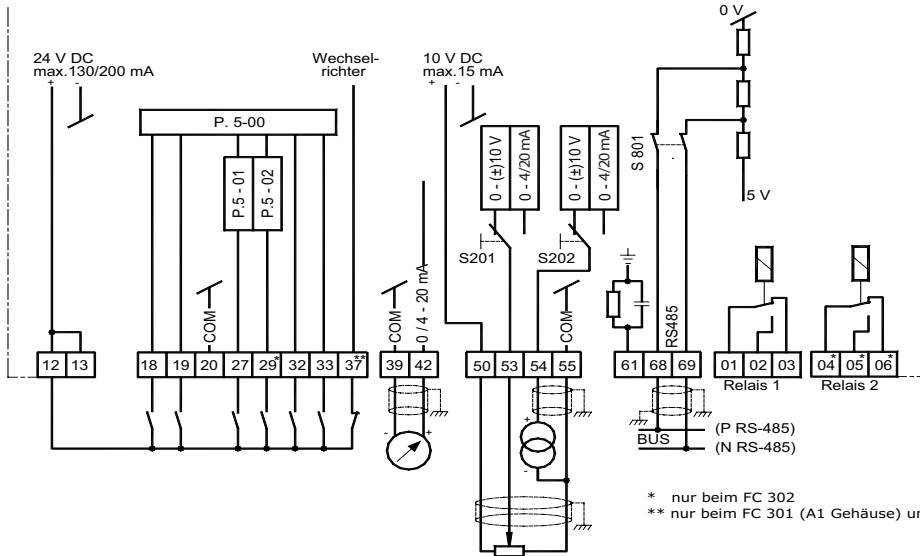 0 V
24 V DC
max.130/200 mA
+ -
Wechsel-
richter
10 V DC
max.15 mA
+ -
P. 5-00
P.5 - 01
P.5 - 02
0 - (±)10 V
0 - 4/20 mA
0 - (±)10 V
0 - 4/20 mA
S 801
5 V
S201
S202
COM
COM
0 / 4 - 20 mA
COM
RS485
12 13
18 19 20 27 29* 32 33 37**
39 42
50 53 54 55
61 68 69
01 02 03
04* 05* 06*
Relais 1
Relais 2
- +
+
-
BUS
(P RS-485)
(N RS-485)
* nur beim FC 302
** nur beim FC 301 (A1 Gehäuse) un